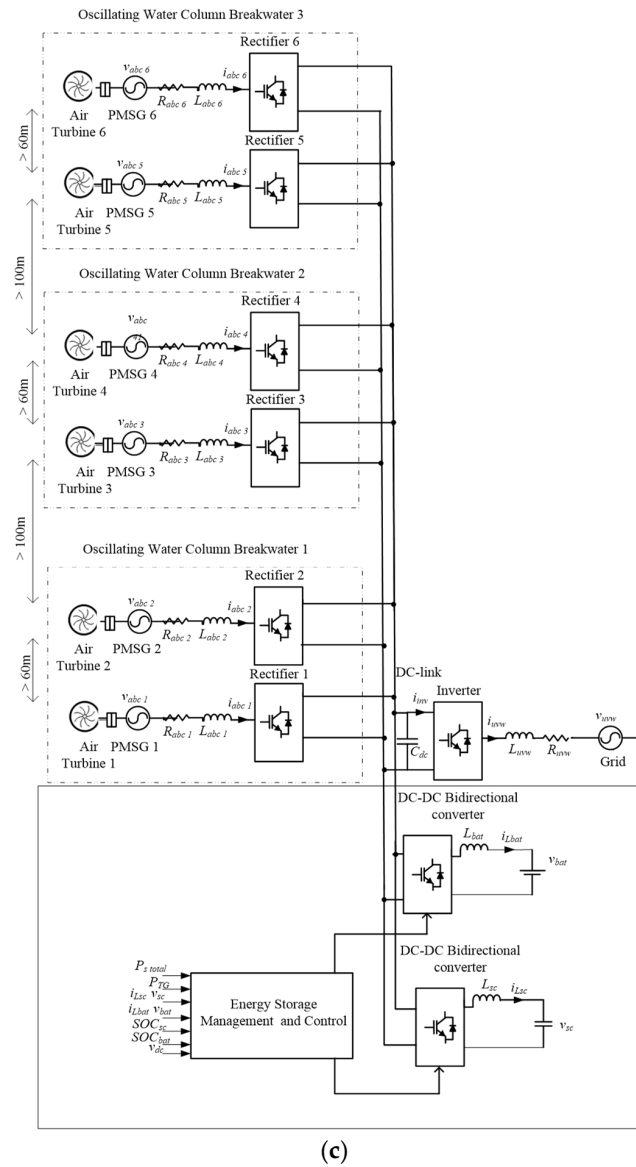 Oscillating Water Column Breakwater 3
Rectifier 6
v_abc 6
i_abc 6
R_abc 6 L_abc 6
Air
Turbine 6
PMSG 6
> 60m
Rectifier 5
v_abc 5
i_abc 5
R_abc 5 L_abc 5
Air
Turbine 5
PMSG 5
> 100m
Oscillating Water Column Breakwater 2
Rectifier 4
v_abc
i_abc 4
R_abc 4 L_abc 4
Air
Turbine 4
PMSG 4
> 60m
Rectifier 3
v_abc 3
i_abc 3
R_abc 3 L_abc 3
Air
Turbine 3
PMSG 3
> 100m
Oscillating Water Column Breakwater 1
Rectifier 2
v_abc 2
i_abc 2
R_abc 2 L_abc 2
Air
Turbine 2
PMSG 2
> 60m
Rectifier 1
v_abc 1
i_abc 1
R_abc 1 L_abc 1
Air
Turbine 1
PMSG 1
DC-link
i_inv
C_dc
Inverter
i_uvw
L_uvw R_uvw
v_uvw
Grid
DC-DC Bidirectional
converter
L_bat
i_Lbat
v_bat
DC-DC Bidirectional
converter
L_sc
i_Lsc
v_sc
P_s total
P_TG
i_Lsc v_sc
i_Lbat v_bat
SOC_sc
SOC_bat
v_dc
Energy Storage
Management and Control
(c)